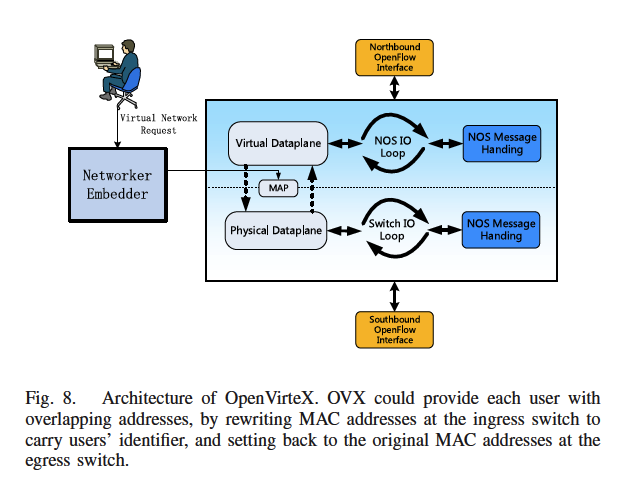 Northbound
OpenFlow
Interface
Virtual Network
Request
Networker
Embedder
Virtual Dataplane
NOS IO
Loop
NOS Message
Handing
MAP
Physical Dataplane
Switch IO
Loop
NOS Message
Handing
Southbound
OpenFlow
Interface
Fig. 8. Architecture of OpenVirteX. OVX could provide each user with
overlapping addresses, by rewriting MAC addresses at the ingress switch to
carry users' identifier, and setting back to the original MAC addresses at the
egress switch.